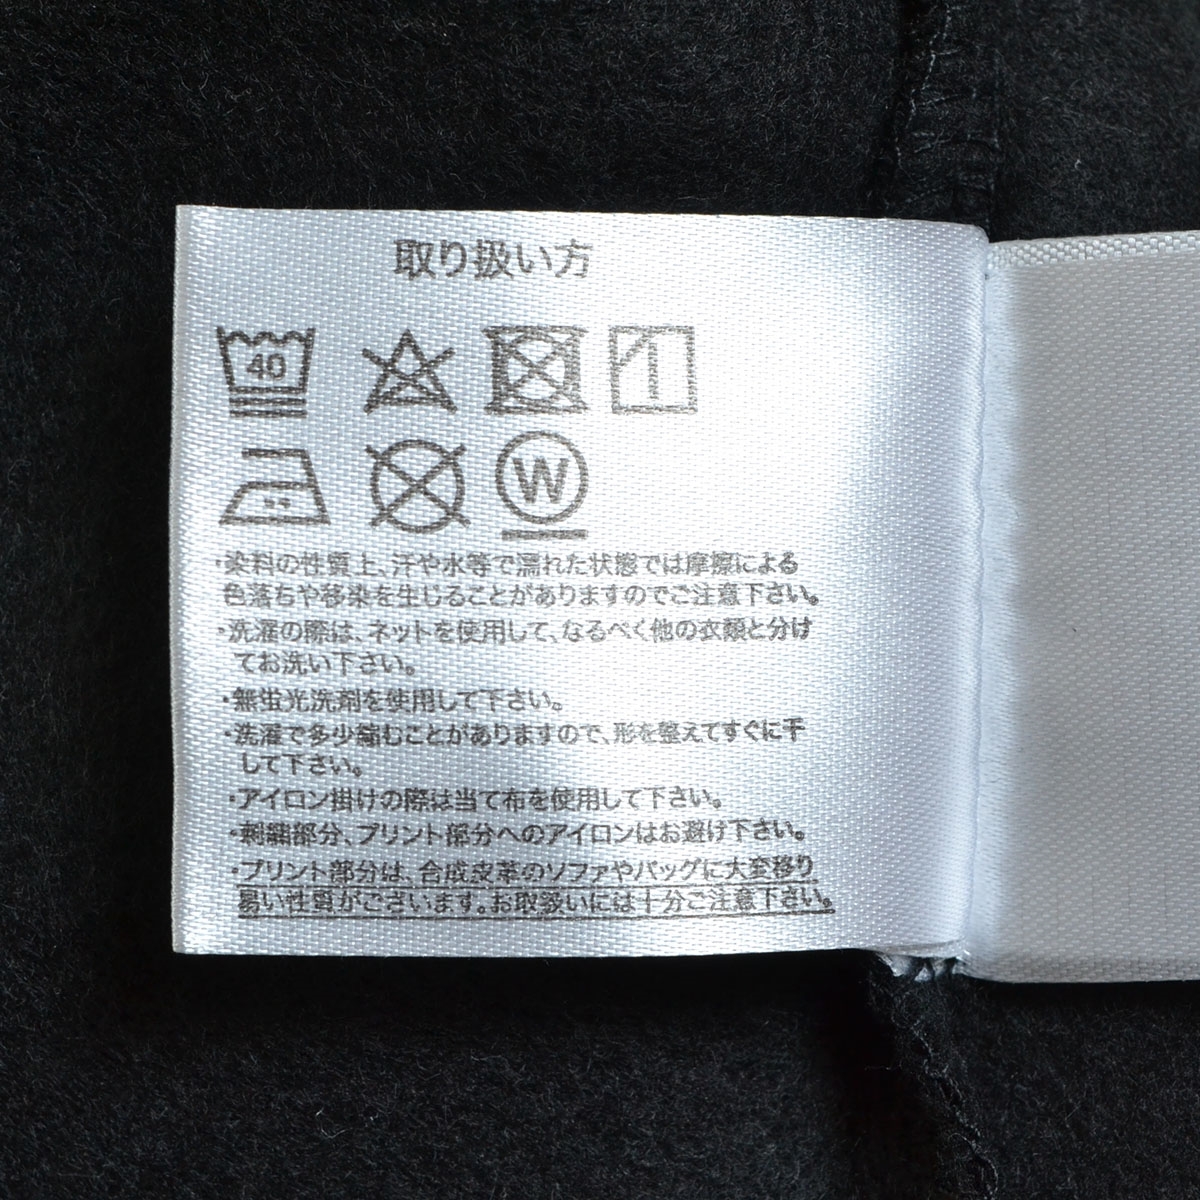 取り扱い方
40
W
・染料の性質上、汗や水等で濡れた状態では摩擦による
色落ちや移染を生じることがありますのでご注意下さい。
・洗濯の際は、ネットを使用して、なるべく他の衣類と分け
てお洗い下さい。
・無蛍光洗剤を使用して下さい。
・洗濯で多少縮むことがありますので、形を整えてすぐに干
して下さい。
・アイロン掛けの際は当て布を使用して下さい。
・刺繍部分、プリント部分へのアイロンはお避け下さい。
・プリント部分は、合成皮革のソファやバッグに大変移り
易い性質がございます。お取扱いには十分ご注意下さい。